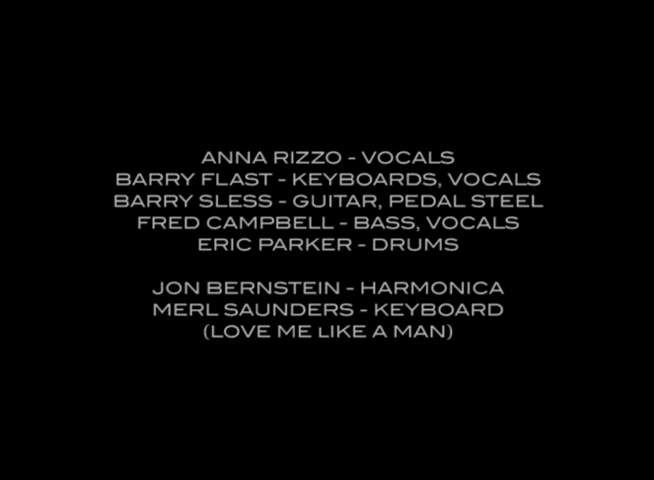 ANNA RIZZO - VOCALS
BARRY FLAST - KEYBOARDS, VOCALS
BARRY SLESS - GUITAR, PEDAL STEEL
FRED CAMPBELL - BASS, VOCALS
ERIC PARKER - DRUMS
JON BERNSTEIN - HARMONICA
MERL SAUNDERS - KEYBOARD
(LOVE ME LIKE A MAN)